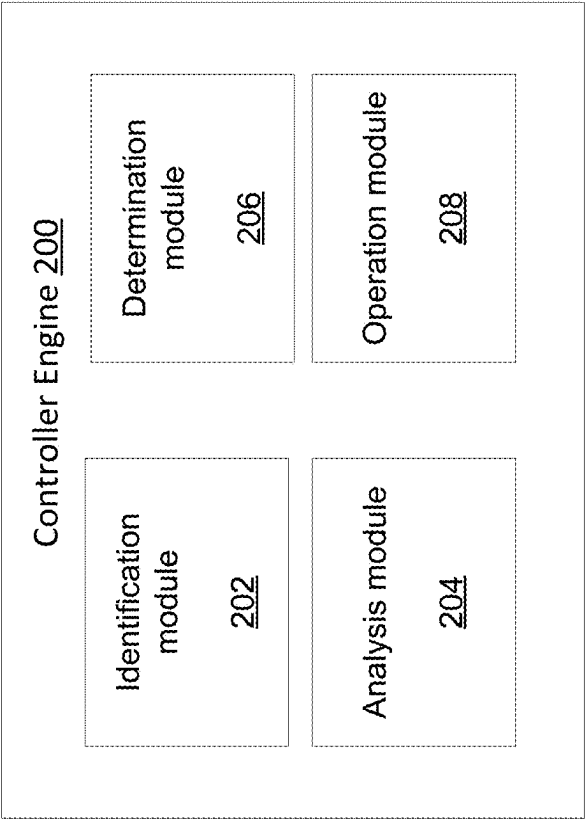 Controller Engine 200
Identification
module
202
Determination
module
206
Analysis module
204
Operation module
208